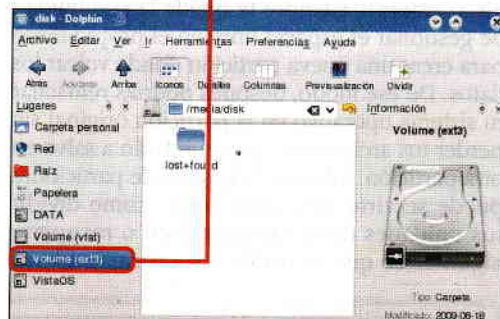 disk - Dolphin
Archivo Editar Ver Ir Herramientas Preferencias Ayuda
Atrás Adelante Arriba Iconos Detalles Columnas Previsualización Dividir
Lugares
/media/disk
Información
Carpeta personal
Red
Raíz
Papelera
DATA
Volume (vfat)
Volume (ext3)
VistaOS
lost+found
Volume (ext3)
Tipo: Carpeta
Modificado: 2009-06-18